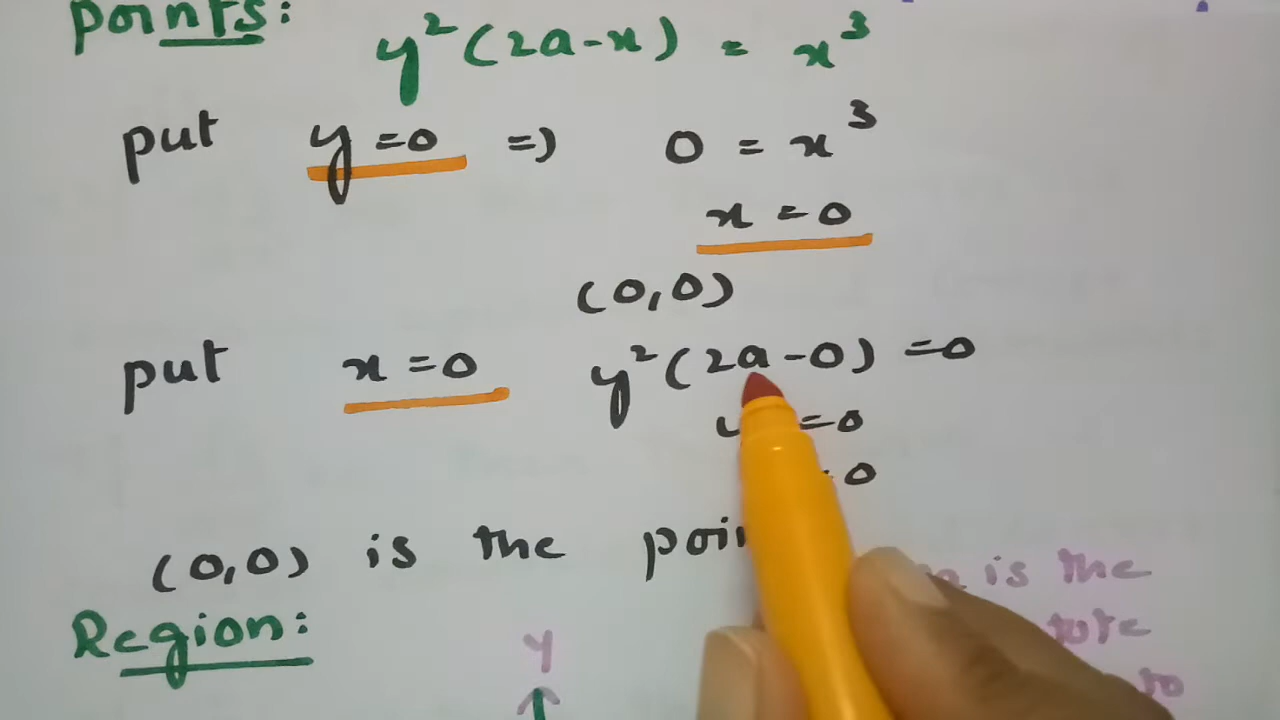 Points:
y²(2a-x) = x³
put y=0 => 0 = x³
x = 0
(0,0)
put x=0 y²(2a-0) =0
=0
=0
(0,0) is the
is the
Region:
y
to